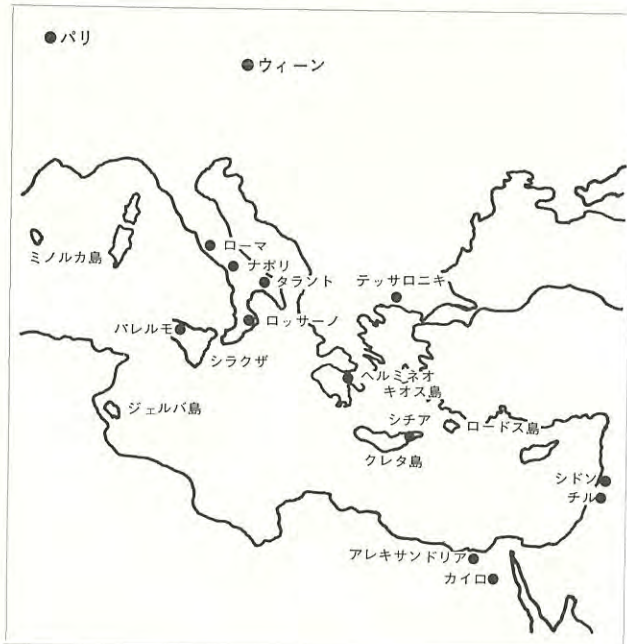 パリ
ウィーン
ローマ
ミノルカ島
ナポリ
タラント
テッサロニキ
ロッサーノ
パレルモ
シラクザ
ヘルミネオ
キオス島
ジェルバ島
シチア
ロードス島
クレタ島
シドン
チル
アレキサンドリア
カイロ